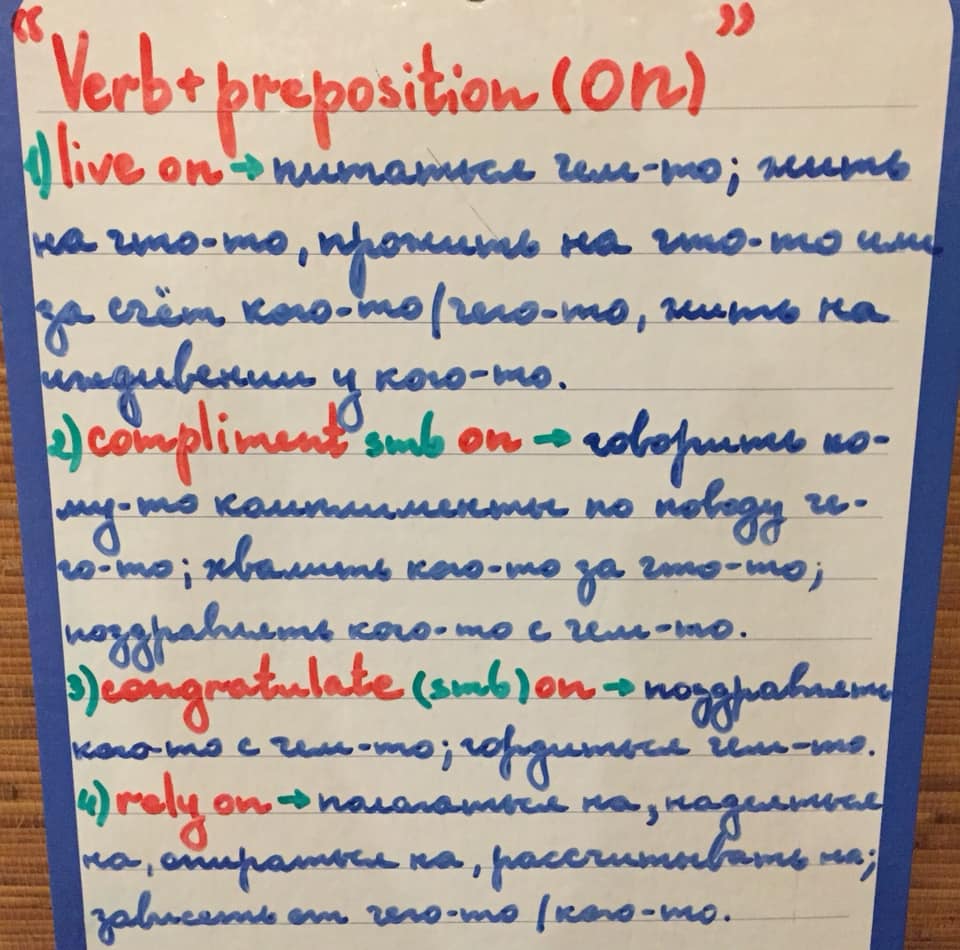 "Verb + preposition (on)"
1) live on → питаться чем-то; жить
на что-то, прожить на что-то или
за счёт кого-то/чего-то, жить на
иждивении у кого-то.
2) compliment smb on → говорить ко-
му-то комплименты по поводу че-
го-то; хвалить кого-то за что-то;
поздравлять кого-то с чем-то.
3) congratulate (smb) on → поздравлять
кого-то с чем-то; гордиться чем-то.
4) rely on → полагаться на, надеяться
на, опираться на, рассчитывать на;
зависеть от чего-то/кого-то.